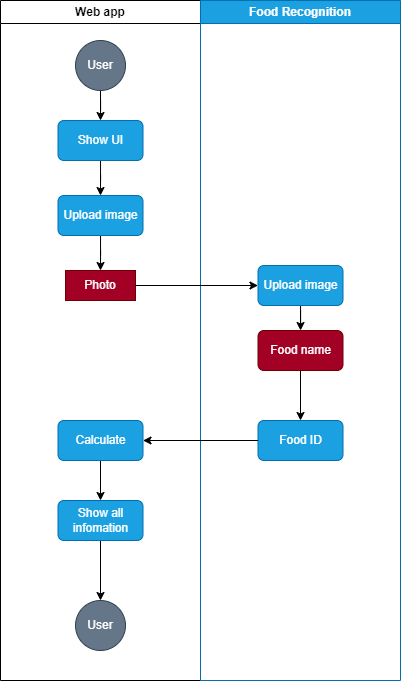 Web app
Food Recognition
User
Show UI
Upload image
Photo
Upload image
Food name
Calculate
Food ID
Show all
infomation
User